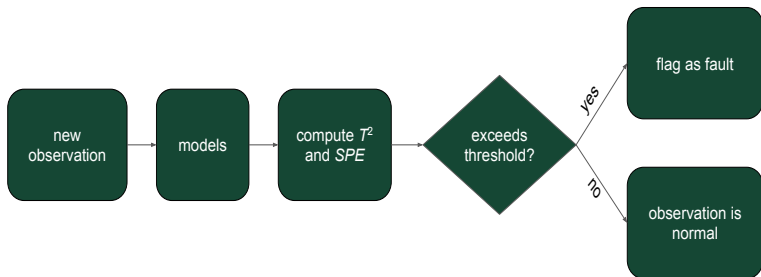 new
observation
models
compute T²
and SPE
exceeds
threshold?
yes
flag as fault
no
observation is
normal